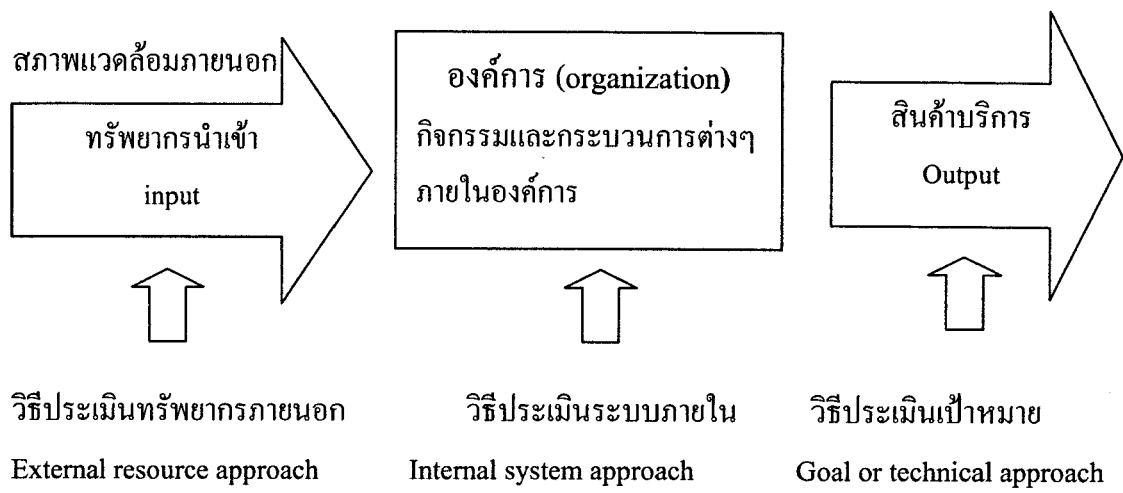 สภาพแวดล้อมภายนอก
ทรัพยากรนำเข้า
input
องค์การ (organization)
กิจกรรมและกระบวนการต่างๆ
ภายในองค์การ
สินค้าบริการ
Output
วิธีประเมินทรัพยากรภายนอก
External resource approach
วิธีประเมินระบบภายใน
Internal system approach
วิธีประเมินเป้าหมาย
Goal or technical approach